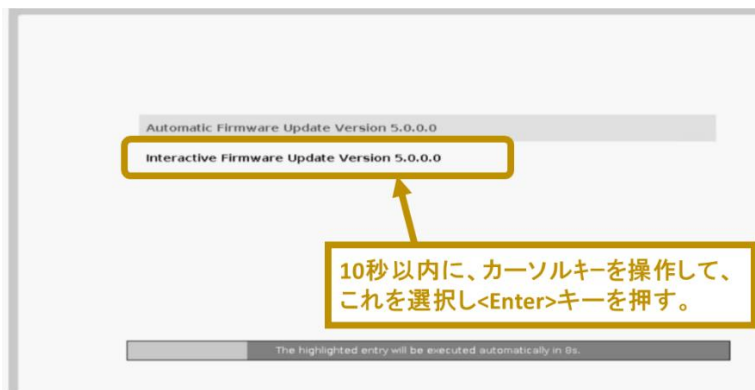 Automatic Firmware Update Version 5.0.0.0
Interactive Firmware Update Version 5.0.0.0
10秒以内に、カーソルキーを操作して、
これを選択し<Enter>キーを押す。
The highlighted entry will be executed automatically in 8s.